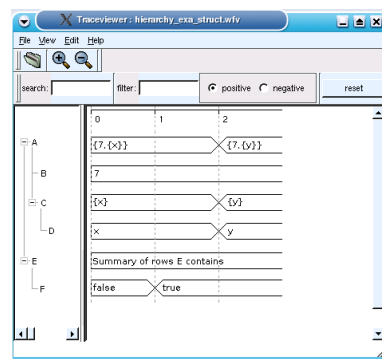 Traceviewer : hierarchy_exa_struct.wfv
File View Edit Help
search: filter: positive negative reset
0 1 2
A {7,{x}} {7,{y}}
B 7
C {x} {y}
D x y
E Summary of rows E contains
F false true